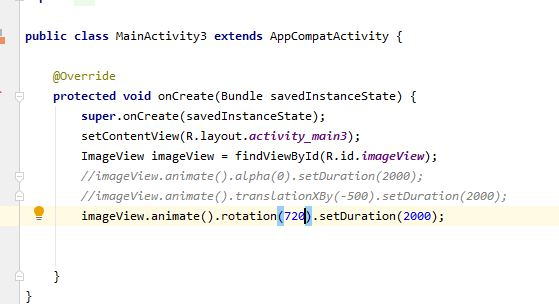 public class MainActivity3 extends AppCompatActivity {
@Override
protected void onCreate(Bundle savedInstanceState) {
super.onCreate(savedInstanceState);
setContentView(R.layout.activity_main3);
ImageView imageView = findViewById(R.id.imageView);
//imageView.animate().alpha(0).setDuration(2000);
//imageView.animate().translationXBy(-500).setDuration(2000);
imageView.animate().rotation(720).setDuration(2000);
}
}